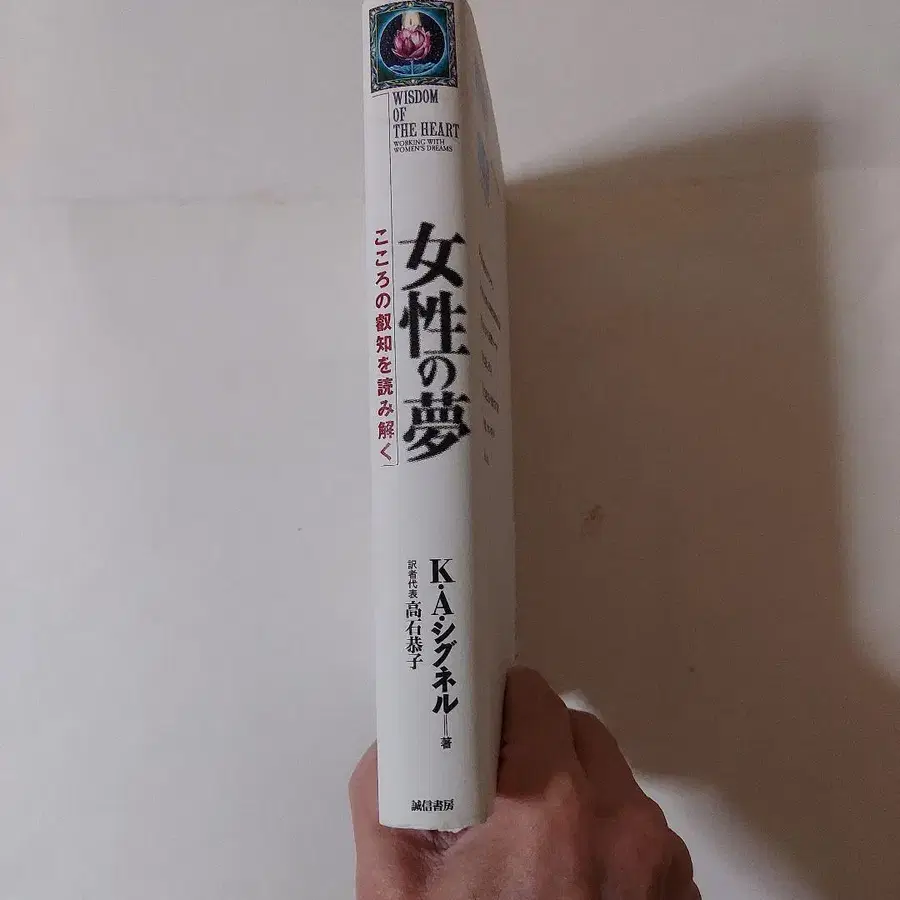 WISDOM
OF
THE HEART
WORKING WITH
WOMEN'S DREAMS
女性の夢
こころの叡知を読み解く
K・A・シグネル＝著
訳者代表 高石恭子
誠信書房